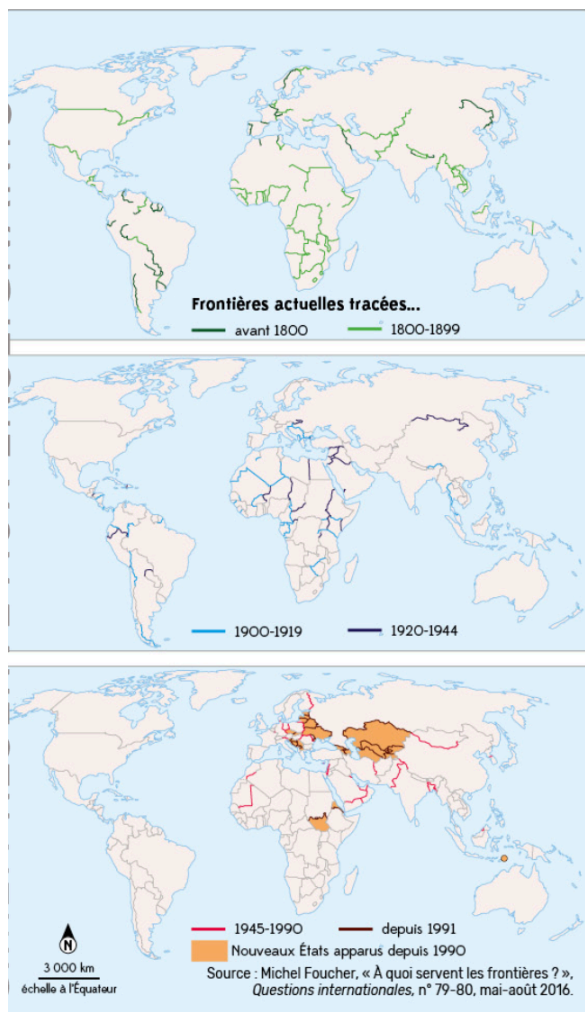 Frontières actuelles tracées...
avant 1800
1800-1899
1900-1919
1920-1944
1945-1990
depuis 1991
Nouveaux États apparus depuis 1990
N
3 000 km
échelle à l'Équateur
Source : Michel Foucher, « À quoi servent les frontières ? »,
Questions internationales, n° 79-80, mai-août 2016.